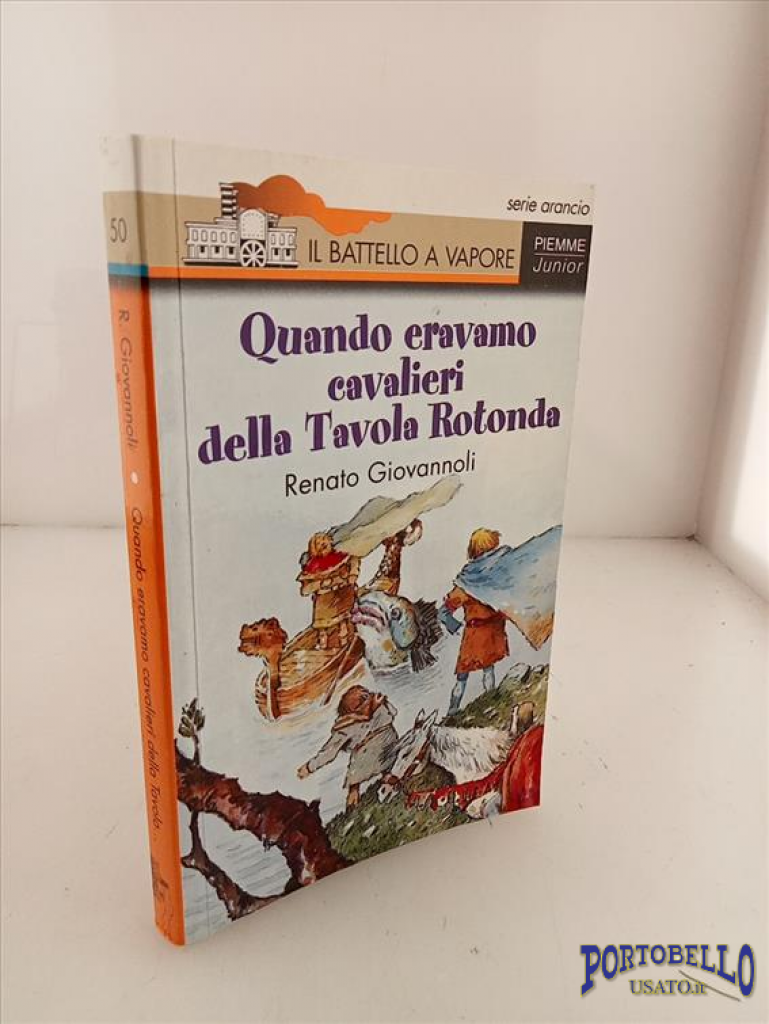 serie arancio
IL BATTELLO A VAPORE
PIEMME
Junior
Quando eravamo
cavalieri
della Tavola Rotonda
Renato Giovannoli
50
R. Giovannoli • Quando eravamo cavalieri della Tavola...
PORTOBELLO
USATO.it